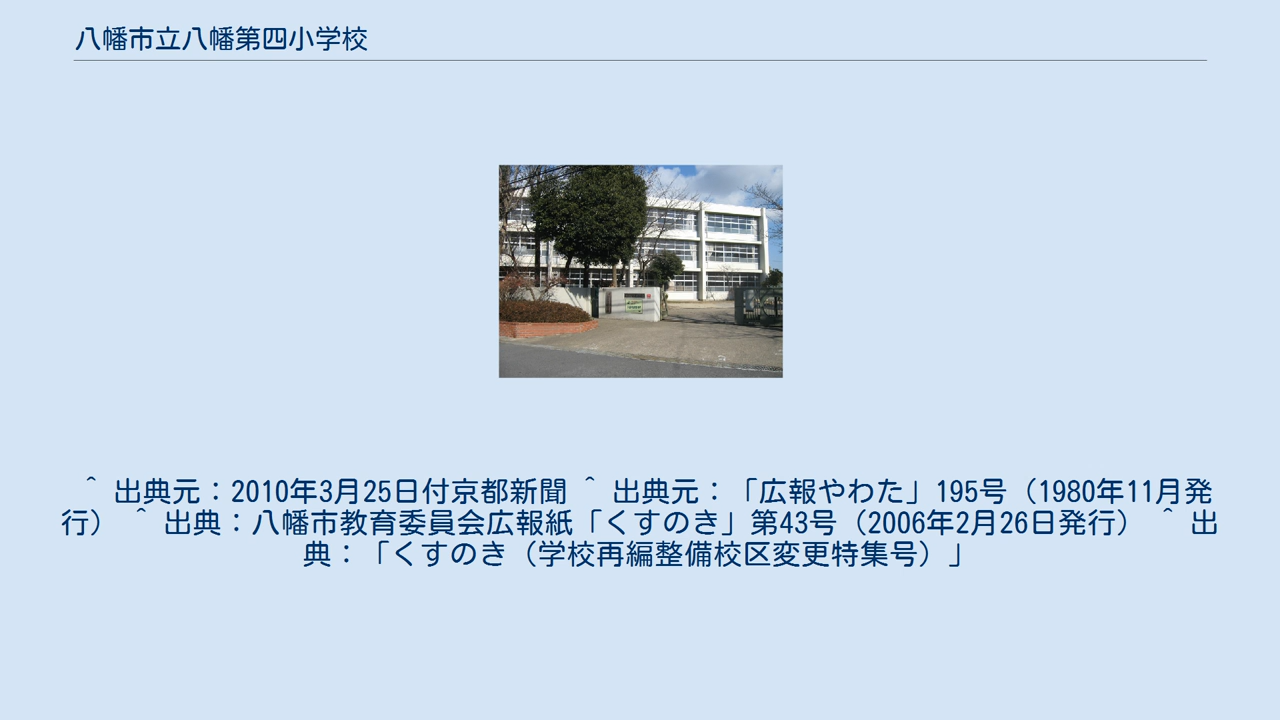 八幡市立八幡第四小学校
^ 出典元：2010年3月25日付京都新聞 ^ 出典元：「広報やわた」195号（1980年11月発
行） ^ 出典：八幡市教育委員会広報紙「くすのき」第43号（2006年2月26日発行） ^ 出
典：「くすのき（学校再編整備校区変更特集号）」